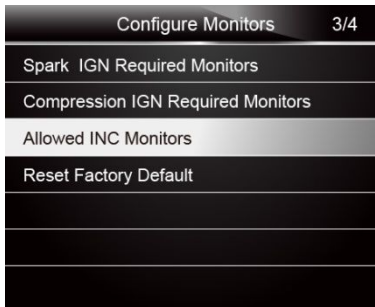 Configure Monitors 3/4
Spark IGN Required Monitors
Compression IGN Required Monitors
Allowed INC Monitors
Reset Factory Default